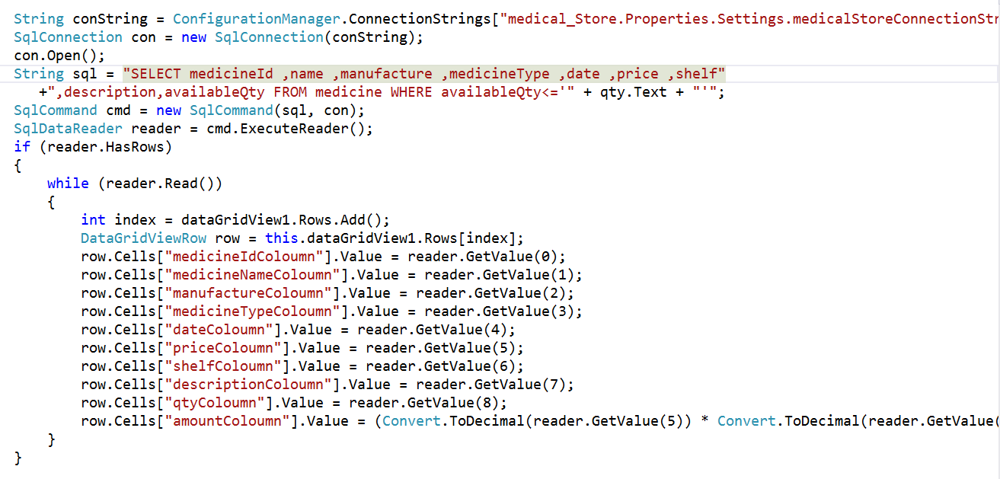 String conString = ConfigurationManager.ConnectionStrings["medical_Store.Properties.Settings.medicalStoreConnectionStr
SqlConnection con = new SqlConnection(conString);
con.Open();
String sql = "SELECT medicineId ,name ,manufacture ,medicineType ,date ,price ,shelf"
+",description,availableQty FROM medicine WHERE availableQty<='" + qty.Text + "'";
SqlCommand cmd = new SqlCommand(sql, con);
SqlDataReader reader = cmd.ExecuteReader();
if (reader.HasRows)
{
while (reader.Read())
{
int index = dataGridView1.Rows.Add();
DataGridViewRow row = this.dataGridView1.Rows[index];
row.Cells["medicineIdColoumn"].Value = reader.GetValue(0);
row.Cells["medicineNameColoumn"].Value = reader.GetValue(1);
row.Cells["manufactureColoumn"].Value = reader.GetValue(2);
row.Cells["medicineTypeColoumn"].Value = reader.GetValue(3);
row.Cells["dateColoumn"].Value = reader.GetValue(4);
row.Cells["priceColoumn"].Value = reader.GetValue(5);
row.Cells["shelfColoumn"].Value = reader.GetValue(6);
row.Cells["descriptionColoumn"].Value = reader.GetValue(7);
row.Cells["qtyColoumn"].Value = reader.GetValue(8);
row.Cells["amountColoumn"].Value = (Convert.ToDecimal(reader.GetValue(5)) * Convert.ToDecimal(reader.GetValue(
}
}